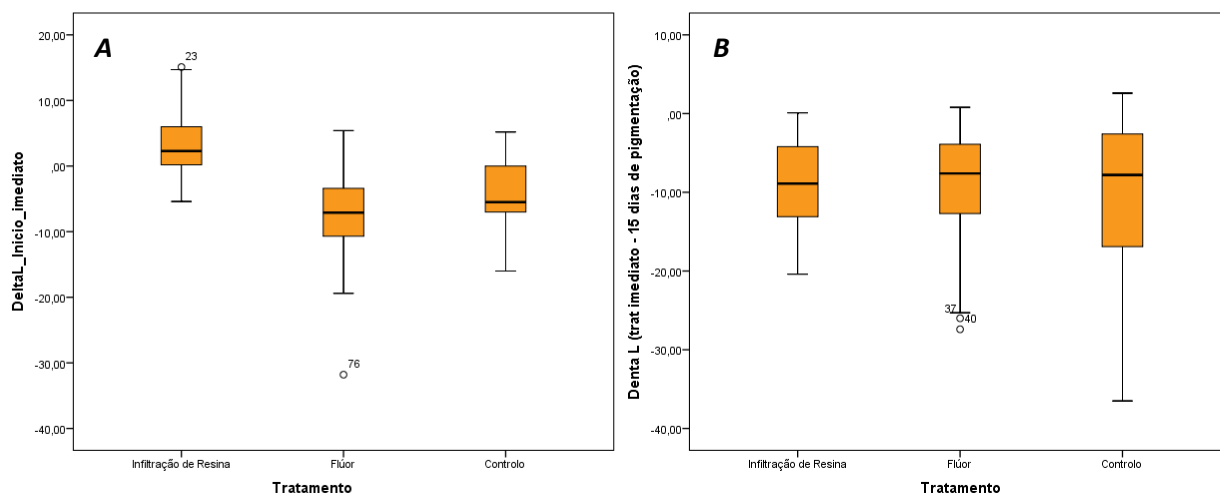 A
DeltaL_Inicio_imediato
20,00
10,00
,00
-10,00
-20,00
-30,00
-40,00
23
76
Infiltração de Resina
Flúor
Controlo
Tratamento
B
Denta L (trat imediato - 15 dias de pigmentação)
10,00
,00
-10,00
-20,00
-30,00
-40,00
37
40
Infiltração de Resina
Flúor
Controlo
Tratamento